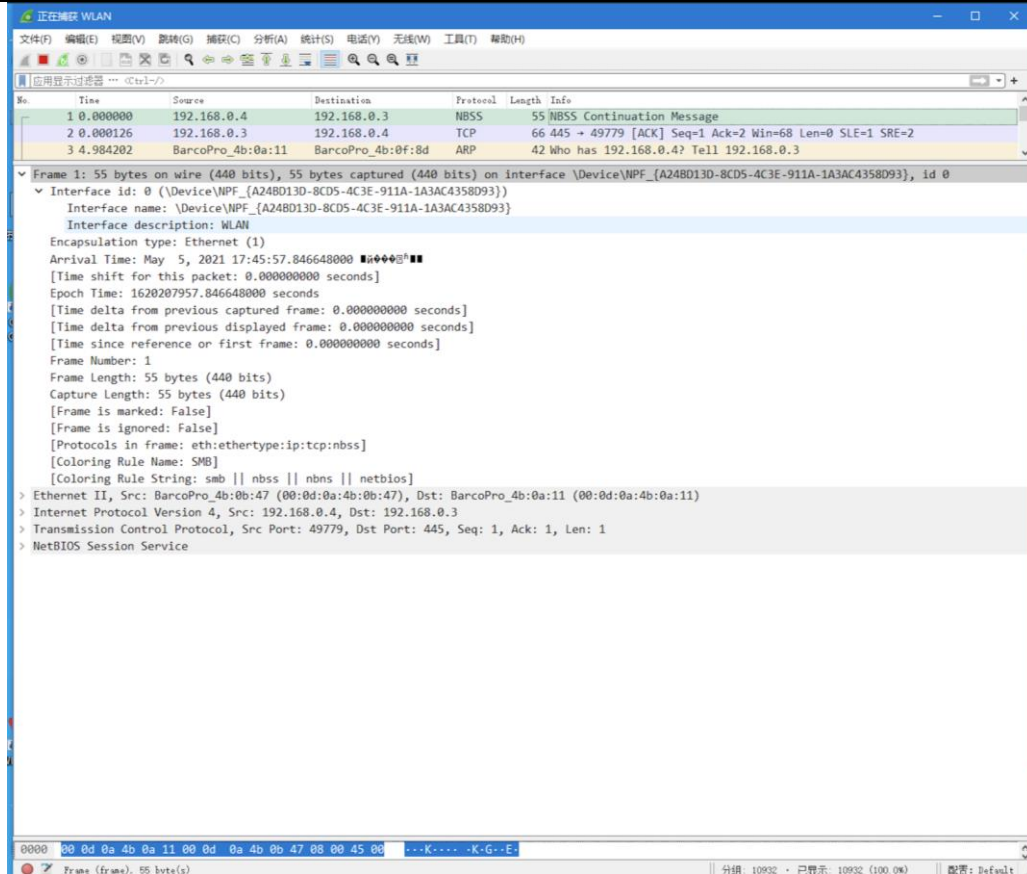 正在捕获 WLAN
文件(F) 编辑(E) 视图(V) 跳转(G) 捕获(C) 分析(A) 统计(S) 电话(Y) 无线(W) 工具(T) 帮助(H)
应用显示过滤器 … <Ctrl-/>
No. Time Source Destination Protocol Length Info
1 0.000000 192.168.0.4 192.168.0.3 NBSS 55 NBSS Continuation Message
2 0.000126 192.168.0.3 192.168.0.4 TCP 66 445 → 49779 [ACK] Seq=1 Ack=2 Win=68 Len=0 SLE=1 SRE=2
3 4.984202 BarcoPro_4b:0a:11 BarcoPro_4b:0f:8d ARP 42 Who has 192.168.0.4? Tell 192.168.0.3
Frame 1: 55 bytes on wire (440 bits), 55 bytes captured (440 bits) on interface \Device\NPF_{A24BD13D-8CD5-4C3E-911A-1A3AC4358D93}, id 0
Interface id: 0 (\Device\NPF_{A24BD13D-8CD5-4C3E-911A-1A3AC4358D93})
Interface name: \Device\NPF_{A24BD13D-8CD5-4C3E-911A-1A3AC4358D93}
Interface description: WLAN
Encapsulation type: Ethernet (1)
Arrival Time: May 5, 2021 17:45:57.846648000
[Time shift for this packet: 0.000000000 seconds]
Epoch Time: 1620207957.846648000 seconds
[Time delta from previous captured frame: 0.000000000 seconds]
[Time delta from previous displayed frame: 0.000000000 seconds]
[Time since reference or first frame: 0.000000000 seconds]
Frame Number: 1
Frame Length: 55 bytes (440 bits)
Capture Length: 55 bytes (440 bits)
[Frame is marked: False]
[Frame is ignored: False]
[Protocols in frame: eth:ethertype:ip:tcp:nbss]
[Coloring Rule Name: SMB]
[Coloring Rule String: smb || nbss || nbns || netbios]
Ethernet II, Src: BarcoPro_4b:0b:47 (00:0d:0a:4b:0b:47), Dst: BarcoPro_4b:0a:11 (00:0d:0a:4b:0a:11)
Internet Protocol Version 4, Src: 192.168.0.4, Dst: 192.168.0.3
Transmission Control Protocol, Src Port: 49779, Dst Port: 445, Seq: 1, Ack: 1, Len: 1
NetBIOS Session Service
0000 00 0d 0a 4b 0a 11 00 0d 0a 4b 0b 47 08 00 45 00 ···K···· ·K·G··E·
Frame (frame), 55 byte(s) 分组: 10932 · 已显示: 10932 (100.0%) 配置: Default